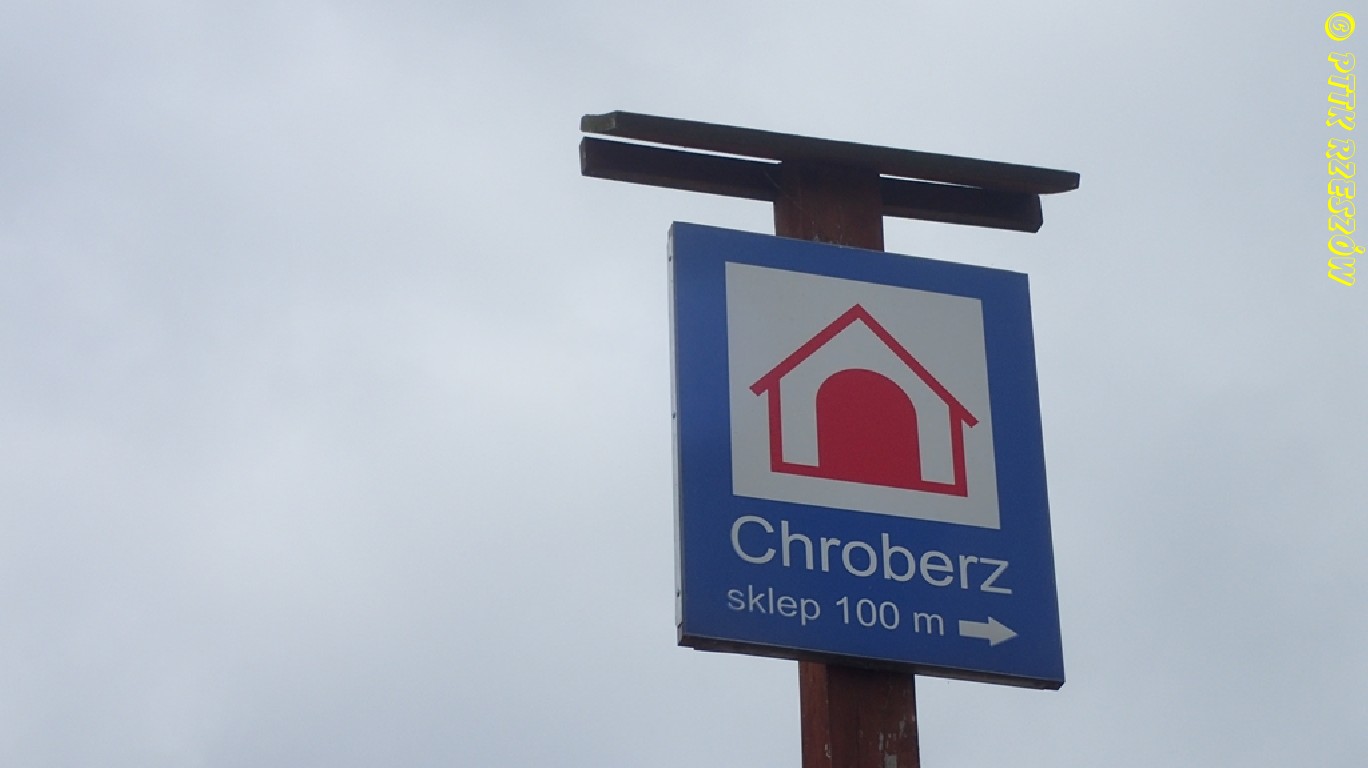 Chroberz
sklep 100 m
© PTTK RZESZÓW